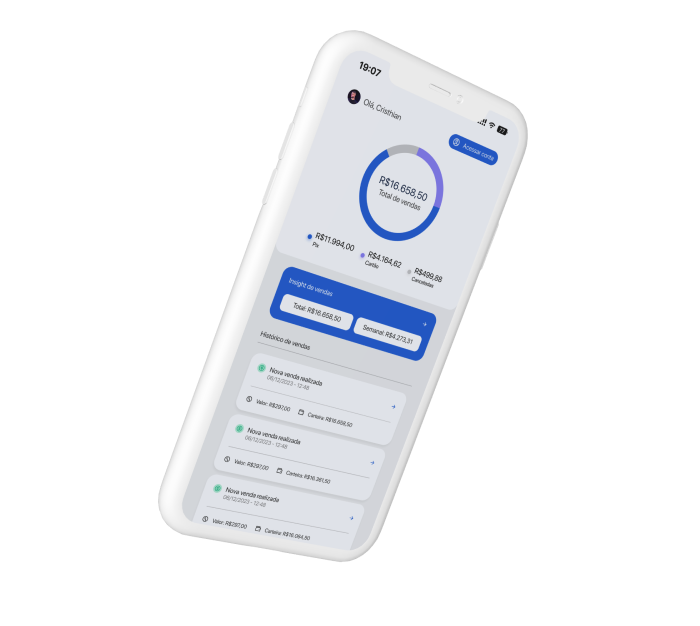 19:07
77
Olá, Cristhian
Acessar conta
R$16.658,50
Total de vendas
R$11.994,00
Pix
R$4.164,62
Cartão
R$499,88
Canceladas
Insight de vendas
Total: R$16.658,50
Semanal: R$4.273,31
Histórico de vendas
Nova venda realizada
06/12/2023 - 12:48
Valor: R$297,00
Carteira: R$16.658,50
Nova venda realizada
06/12/2023 - 12:48
Valor: R$297,00
Carteira: R$16.361,50
Nova venda realizada
06/12/2023 - 12:48
Valor: R$297,00
Carteira: R$16.064,50